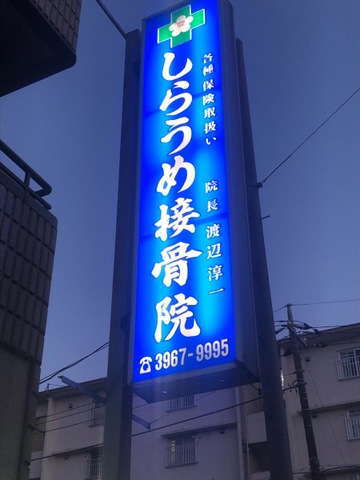 各種保険取扱い
院長 渡辺淳一
しらうめ接骨院
☎3967-9995